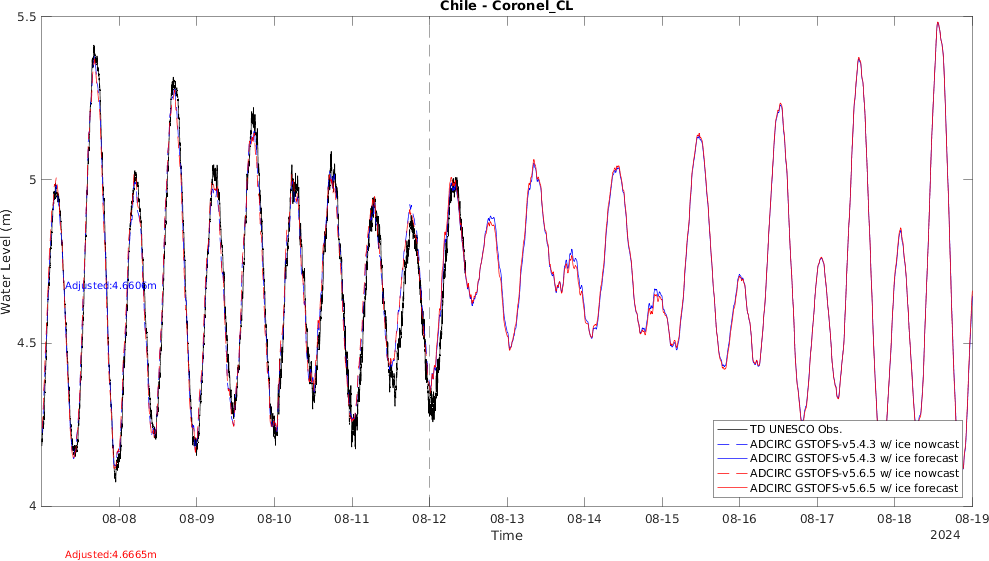 Chile - Coronel_CL
5.5
5
4.5
4
Water Level (m)
Adjusted:4.6606m
TD UNESCO Obs.
ADCIRC GSTOFS-v5.4.3 w/ ice nowcast
ADCIRC GSTOFS-v5.4.3 w/ ice forecast
ADCIRC GSTOFS-v5.6.5 w/ ice nowcast
ADCIRC GSTOFS-v5.6.5 w/ ice forecast
08-08 08-09 08-10 08-11 08-12 08-13 08-14 08-15 08-16 08-17 08-18 08-19
Time
2024
Adjusted:4.6665m